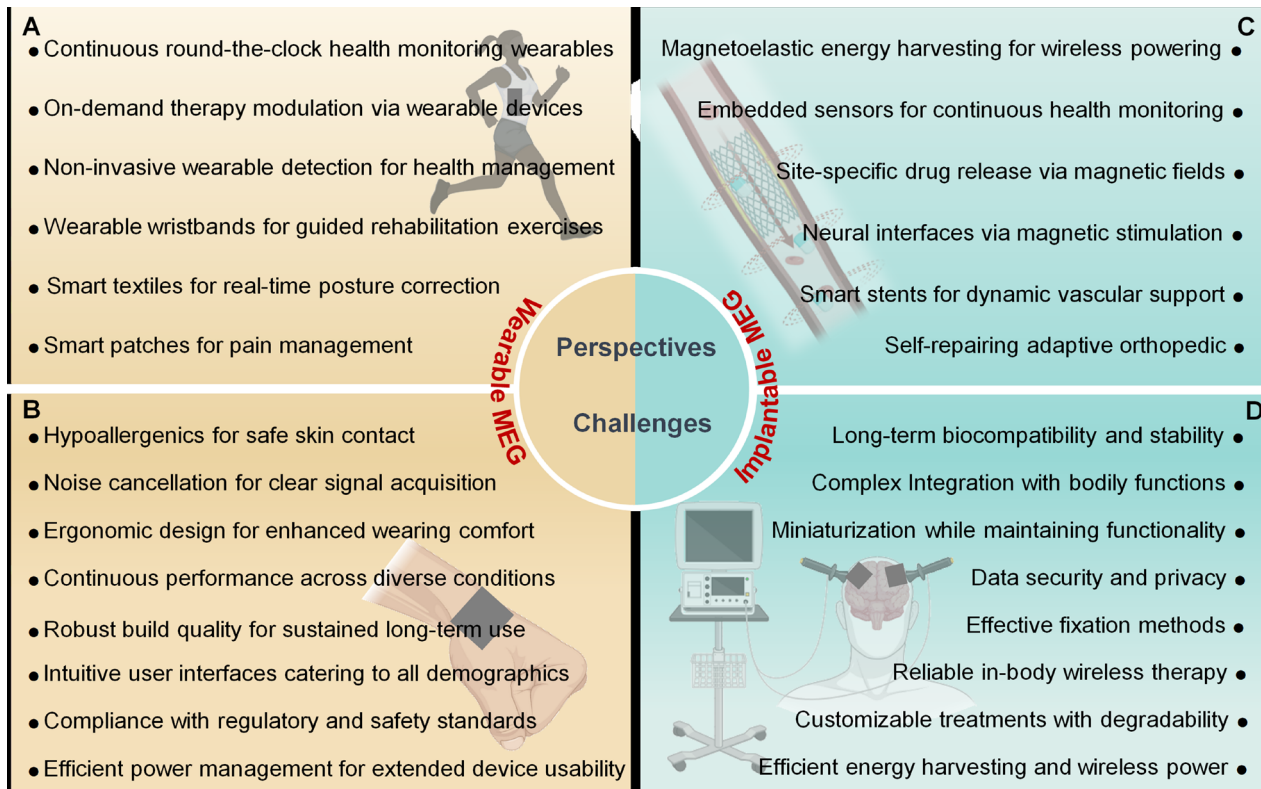 A
Continuous round-the-clock health monitoring wearables
On-demand therapy modulation via wearable devices
Non-invasive wearable detection for health management
Wearable wristbands for guided rehabilitation exercises
Smart textiles for real-time posture correction
Smart patches for pain management
C
Magnetoelastic energy harvesting for wireless powering
Embedded sensors for continuous health monitoring
Site-specific drug release via magnetic fields
Neural interfaces via magnetic stimulation
Smart stents for dynamic vascular support
Self-repairing adaptive orthopedic
Wearable MEG
Perspectives
Challenges
Implantable MEG
B
Hypoallergenics for safe skin contact
Noise cancellation for clear signal acquisition
Ergonomic design for enhanced wearing comfort
Continuous performance across diverse conditions
Robust build quality for sustained long-term use
Intuitive user interfaces catering to all demographics
Compliance with regulatory and safety standards
Efficient power management for extended device usability
D
Long-term biocompatibility and stability
Complex Integration with bodily functions
Miniaturization while maintaining functionality
Data security and privacy
Effective fixation methods
Reliable in-body wireless therapy
Customizable treatments with degradability
Efficient energy harvesting and wireless power